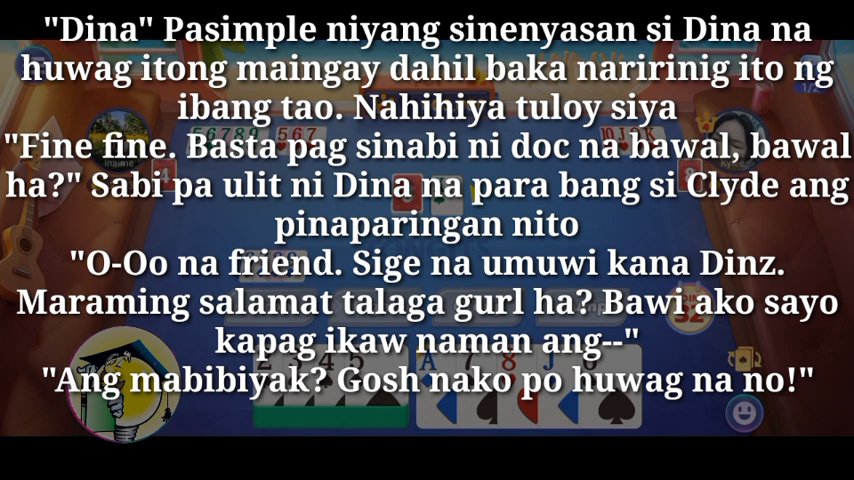 "Dina" Pasimple niyang sinenyasan si Dina na
huwag itong maingay dahil baka naririnig ito ng
ibang tao. Nahihiya tuloy siya
"Fine fine. Basta pag sinabi ni doc na bawal, bawal
ha?" Sabi pa ulit ni Dina na para bang si Clyde ang
pinaparingan nito
"O-Oo na friend. Sige na umuwi kana Dinz.
Maraming salamat talaga gurl ha? Bawi ako sayo
kapag ikaw naman ang--"
"Ang mabibiyak? Gosh nako po huwag na no!"